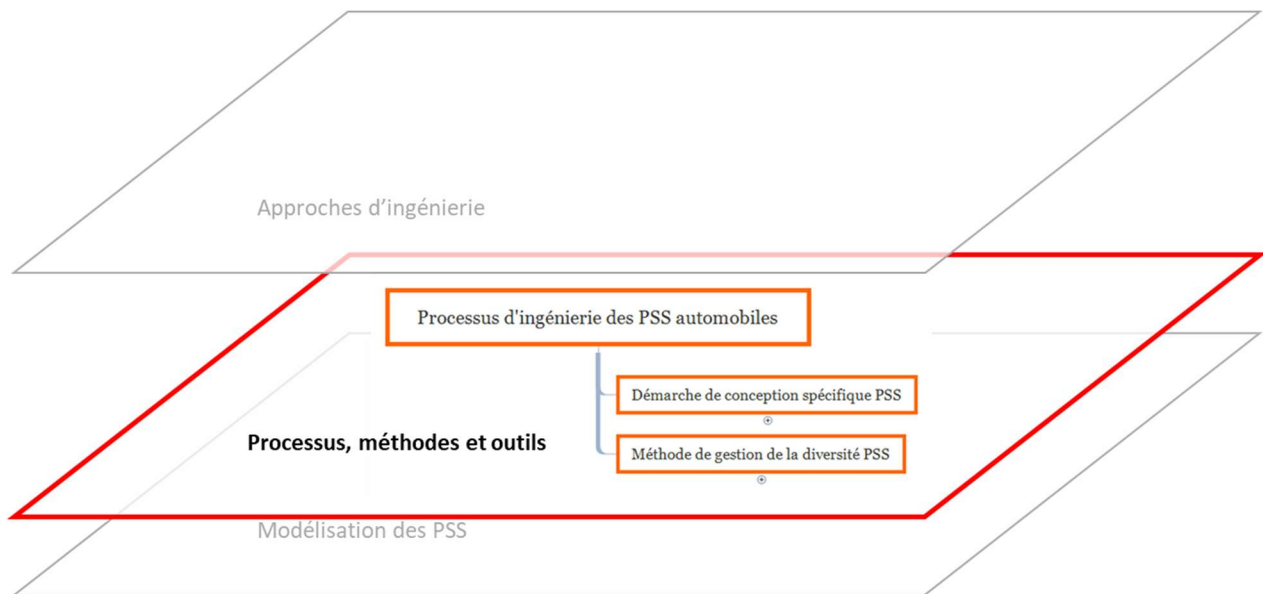 Approches d’ingénierie
Processus d'ingénierie des PSS automobiles
Démarche de conception spécifique PSS
Processus, méthodes et outils
Méthode de gestion de la diversité PSS
Modélisation des PSS